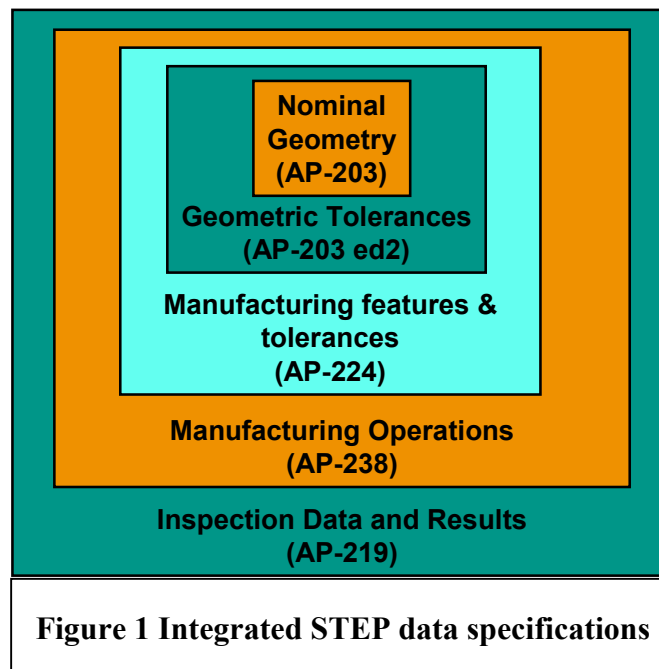 Nominal
Geometry
(AP-203)
Geometric Tolerances
(AP-203 ed2)
Manufacturing features &
tolerances
(AP-224)
Manufacturing Operations
(AP-238)
Inspection Data and Results
(AP-219)
Figure 1 Integrated STEP data specifications